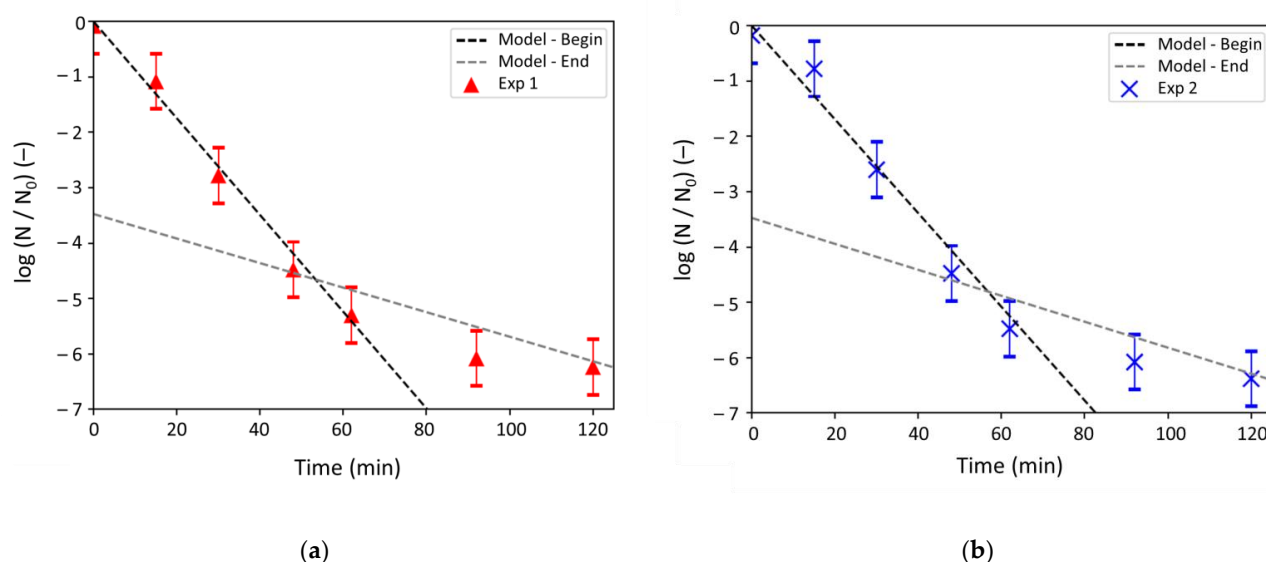 0
−1
−2
−3
−4
−5
−6
−7
log (N / N₀) (−)
Model - Begin
Model - End
Exp 1
0 20 40 60 80 100 120
Time (min)
(a)
0
−1
−2
−3
−4
−5
−6
−7
log (N / N₀) (−)
Model - Begin
Model - End
Exp 2
0 20 40 60 80 100 120
Time (min)
(b)